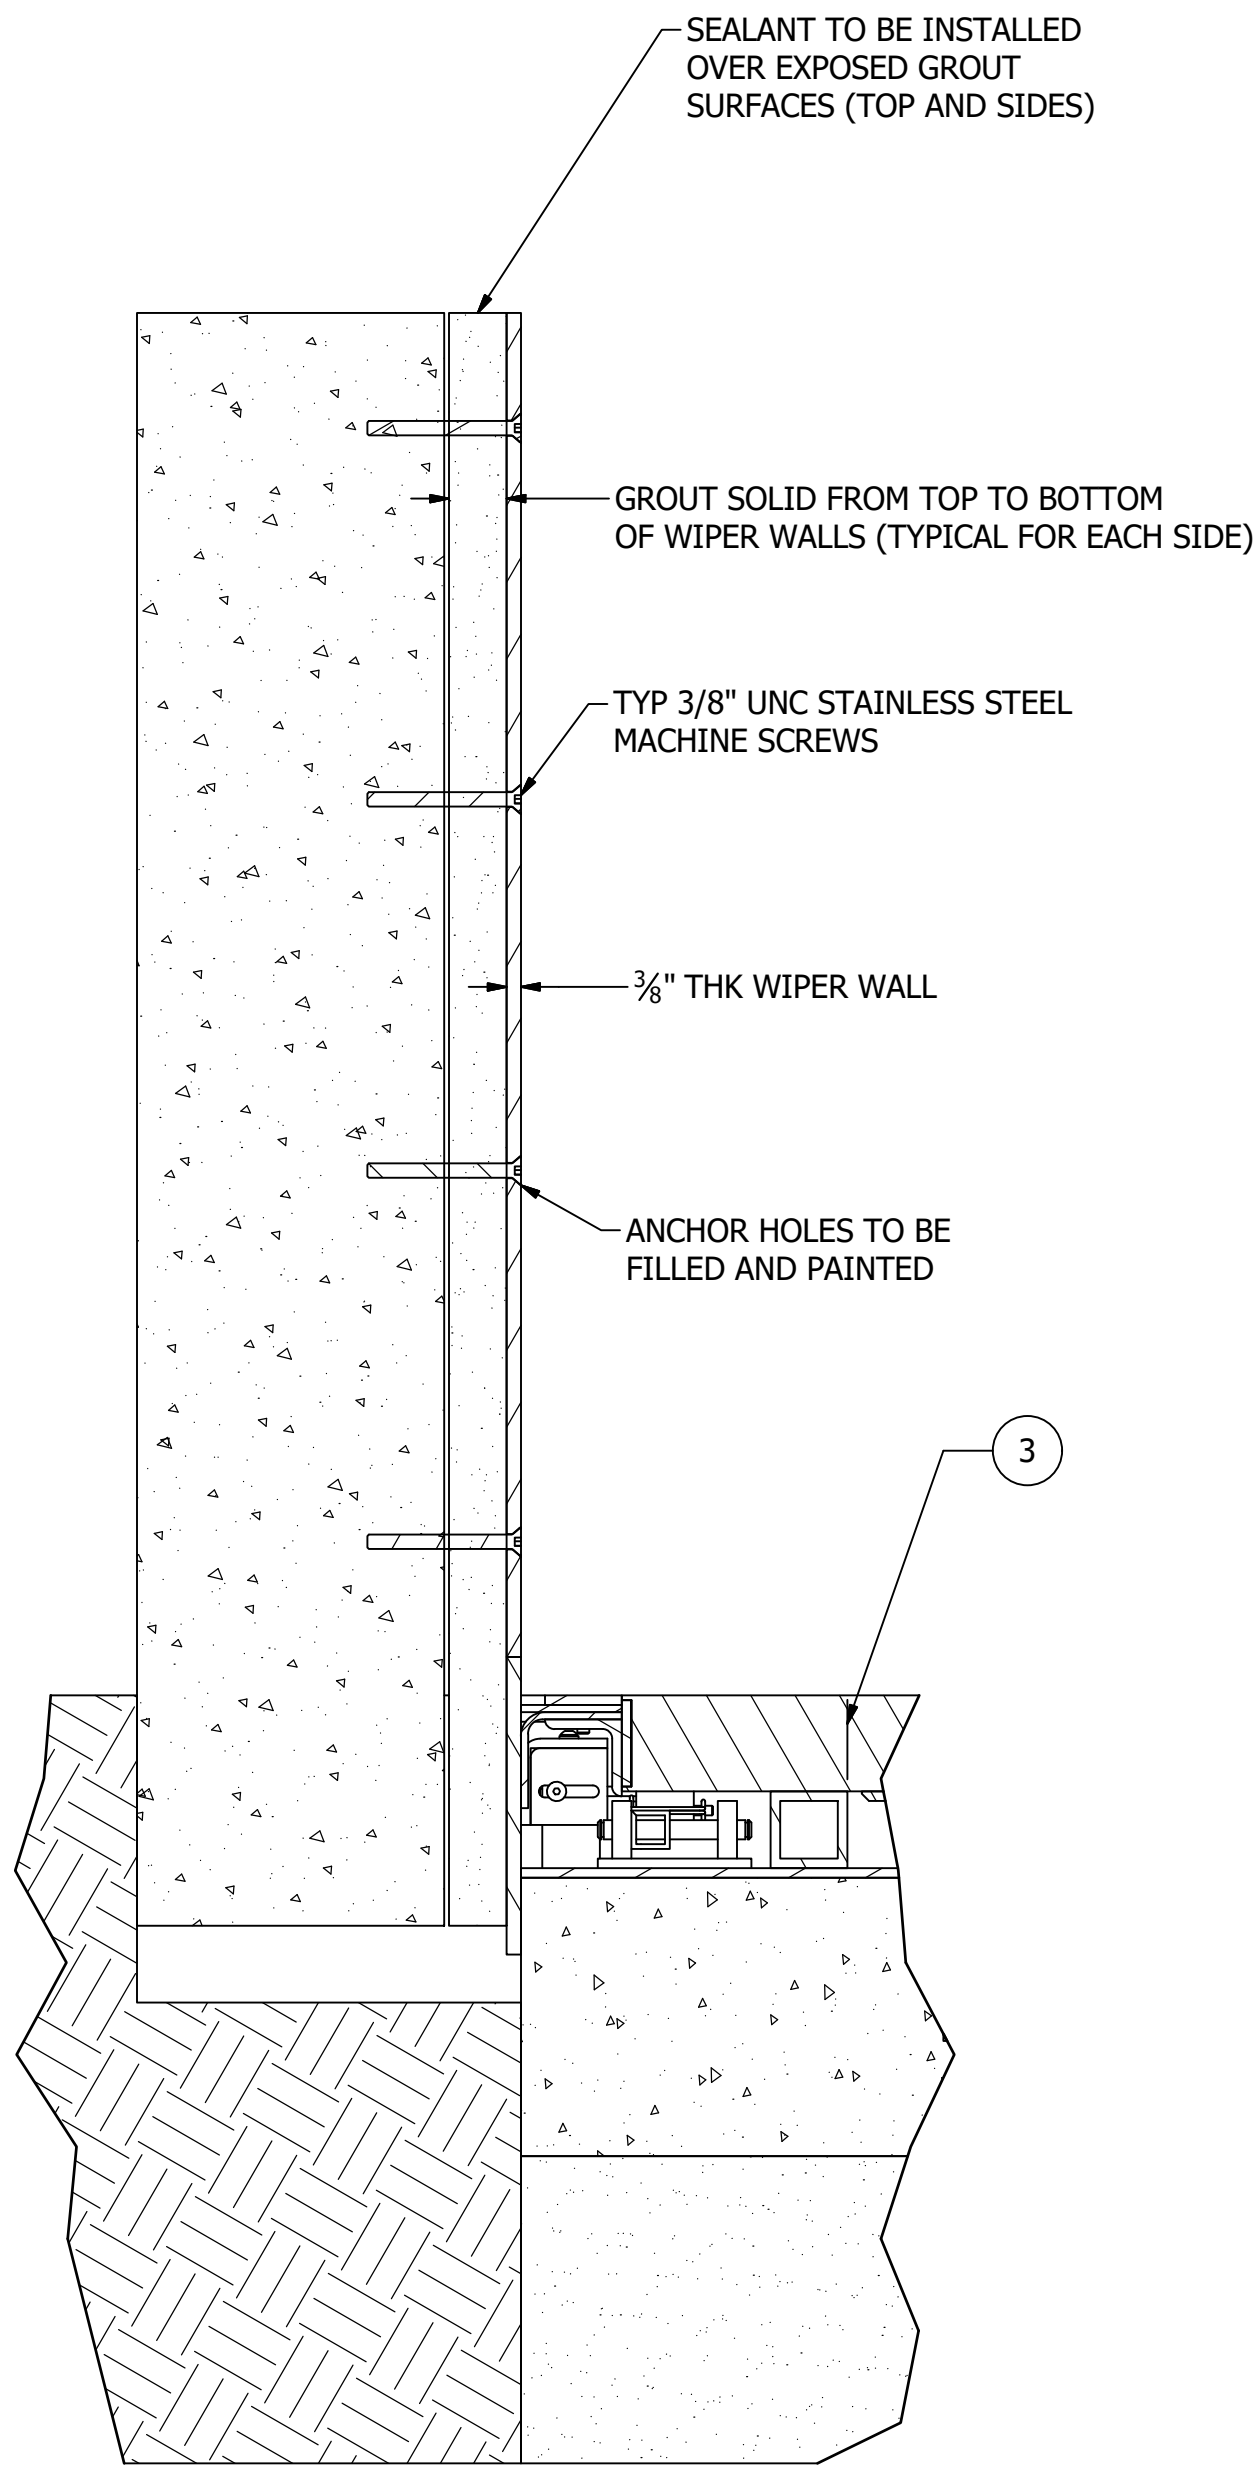 SEALANT TO BE INSTALLED
OVER EXPOSED GROUT
SURFACES (TOP AND SIDES)
GROUT SOLID FROM TOP TO BOTTOM
OF WIPER WALLS (TYPICAL FOR EACH SIDE)
TYP 3/8" UNC STAINLESS STEEL
MACHINE SCREWS
⅜" THK WIPER WALL
ANCHOR HOLES TO BE
FILLED AND PAINTED
3